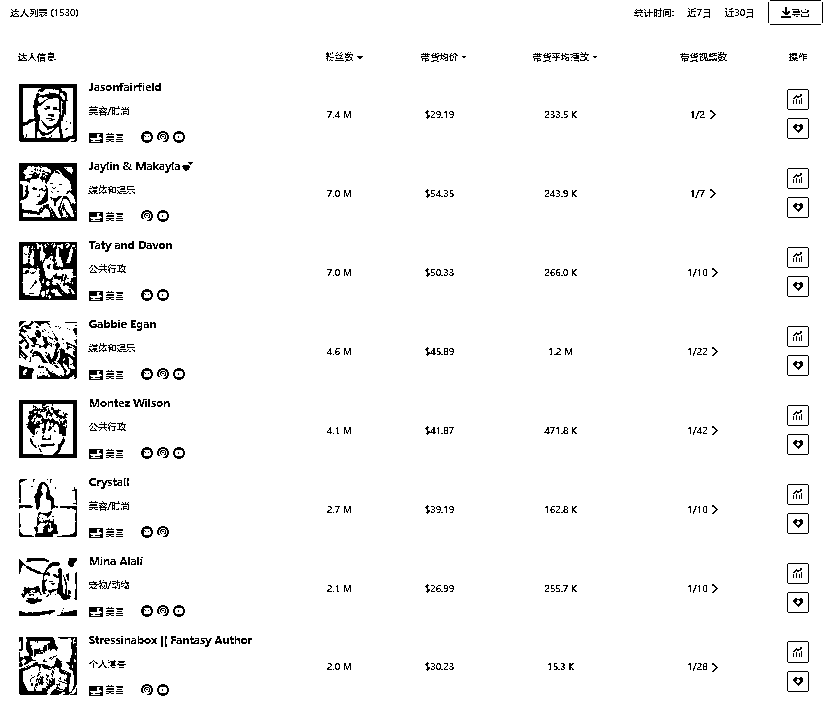 达人列表 (1530) 统计时间: 近7日 近30日 导出
达人信息 粉丝数 带货均价 带货平均播放 带货视频数 操作
Jasonfairfield
美容/时尚
美国
7.4 M $29.19 233.5 K 1/2
Jaylin & Makayla
媒体和娱乐
美国
7.0 M $54.35 243.9 K 1/7
Taty and Davon
公共行政
美国
7.0 M $50.33 266.0 K 1/10
Gabbie Egan
媒体和娱乐
美国
4.6 M $45.89 1.2 M 1/22
Montez Wilson
公共行政
美国
4.1 M $41.87 471.8 K 1/42
Crystall
美容/时尚
美国
2.7 M $39.19 162.8 K 1/10
Mina Alali
宠物/动物
美国
2.1 M $26.99 255.7 K 1/10
Stressinabox || Fantasy Author
个人博客
美国
2.0 M $30.23 15.3 K 1/28